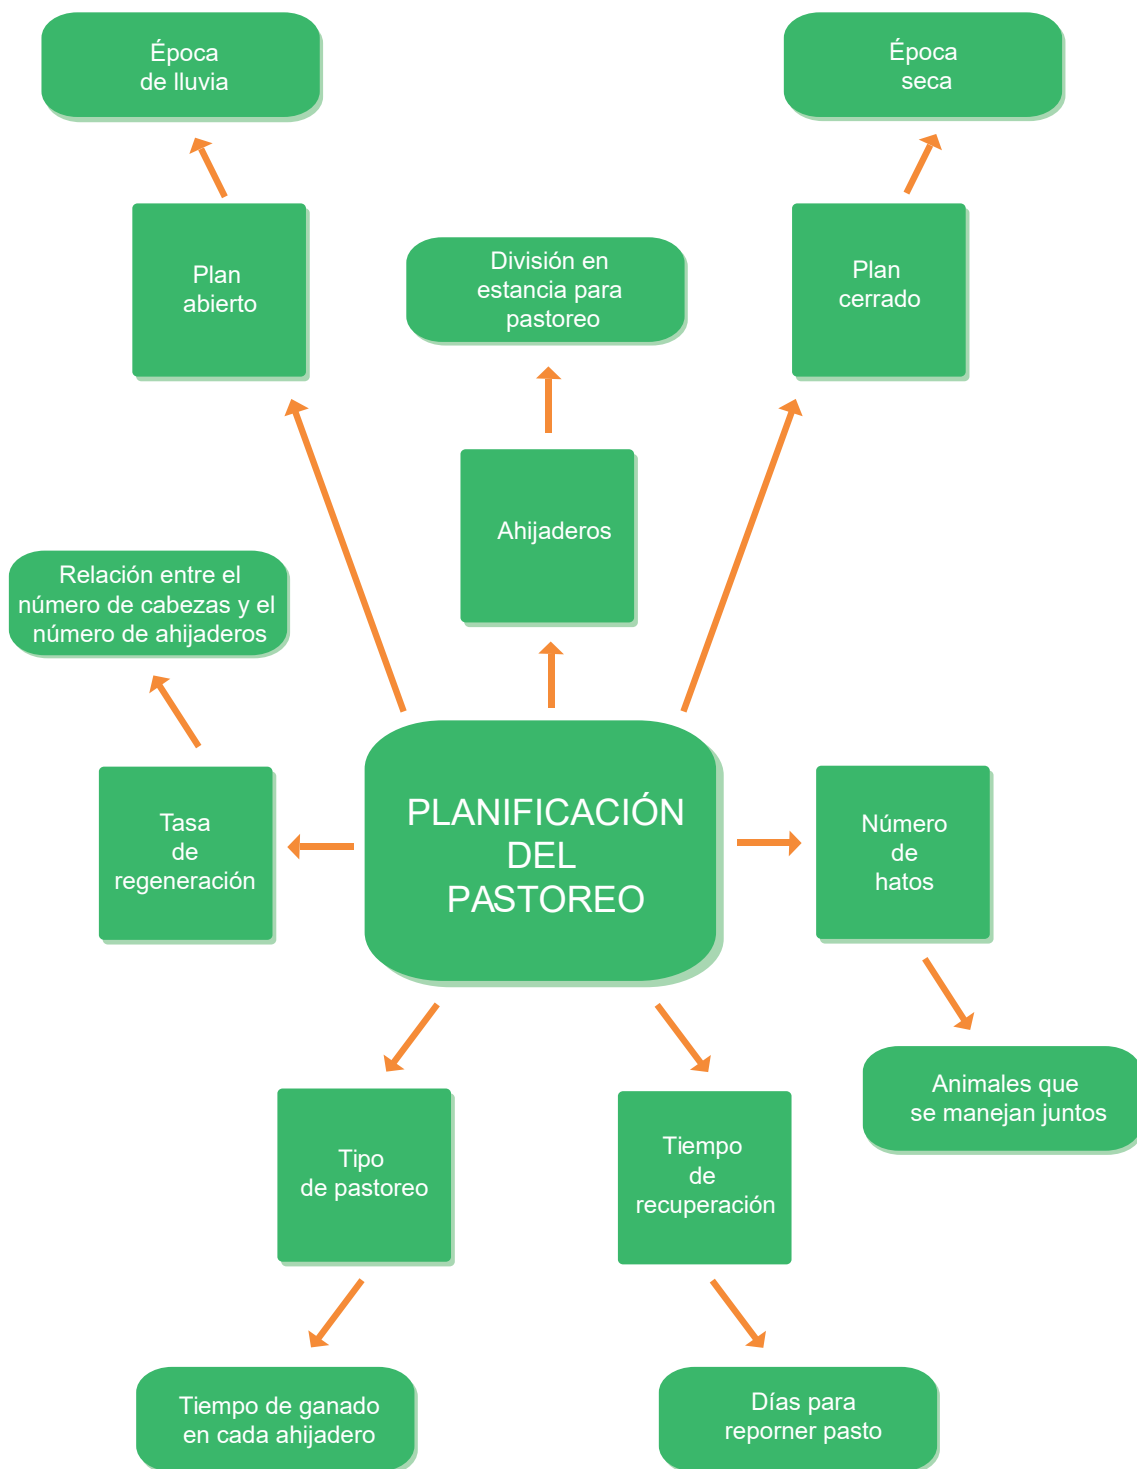 Época
de lluvia
Época
seca
Plan
abierto
División en
estancia para
pastoreo
Plan
cerrado
Ahijaderos
Relación entre el
número de cabezas y el
número de ahijaderos
Tasa
de
regeneración
PLANIFICACIÓN
DEL
PASTOREO
Número
de
hatos
Animales que
se manejan juntos
Tipo
de pastoreo
Tiempo
de
recuperación
Tiempo de ganado
en cada ahijadero
Días para
reporner pasto